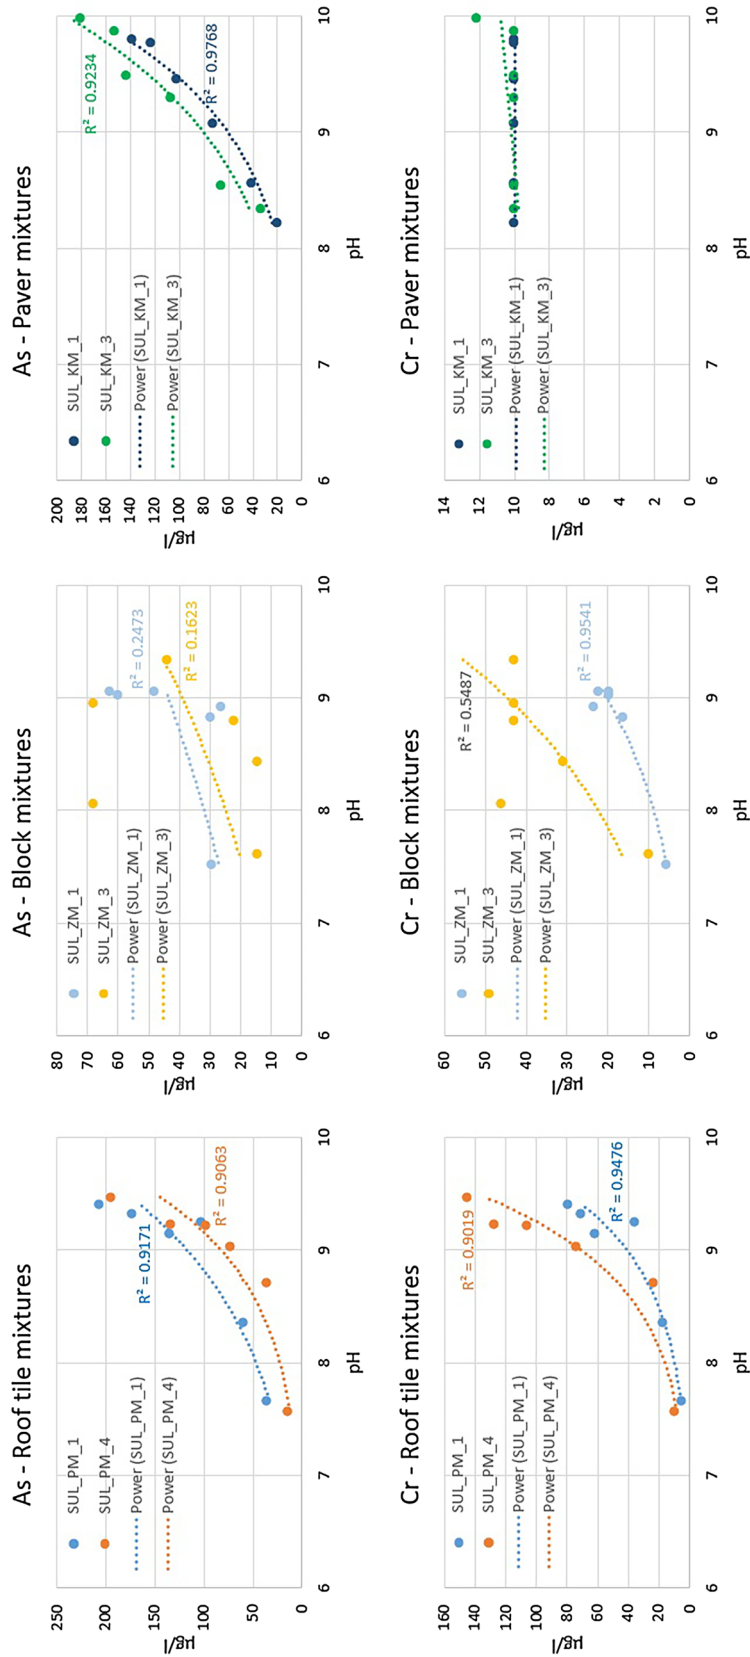 As - Roof tile mixtures
250
200
150
100
50
0
µg/l
6
7
8
9
10
pH
SUL_PM_1
SUL_PM_4
Power (SUL_PM_1)
Power (SUL_PM_4)
R² = 0.9171
R² = 0.9063
As - Block mixtures
80
70
60
50
40
30
20
10
0
µg/l
6
7
8
9
10
pH
SUL_ZM_1
SUL_ZM_3
Power (SUL_ZM_1)
Power (SUL_ZM_3)
R² = 0.2473
R² = 0.1623
As - Paver mixtures
200
180
160
140
120
100
80
60
40
20
0
µg/l
6
7
8
9
10
pH
SUL_KM_1
SUL_KM_3
Power (SUL_KM_1)
Power (SUL_KM_3)
R² = 0.9234
R² = 0.9768
Cr - Roof tile mixtures
160
140
120
100
80
60
40
20
0
µg/l
6
7
8
9
10
pH
SUL_PM_1
SUL_PM_4
Power (SUL_PM_1)
Power (SUL_PM_4)
R² = 0.9019
R² = 0.9476
Cr - Block mixtures
60
50
40
30
20
10
0
µg/l
6
7
8
9
10
pH
SUL_ZM_1
SUL_ZM_3
Power (SUL_ZM_1)
Power (SUL_ZM_3)
R² = 0.5487
R² = 0.9541
Cr - Paver mixtures
14
12
10
8
6
4
2
0
µg/l
6
7
8
9
10
pH
SUL_KM_1
SUL_KM_3
Power (SUL_KM_1)
Power (SUL_KM_3)